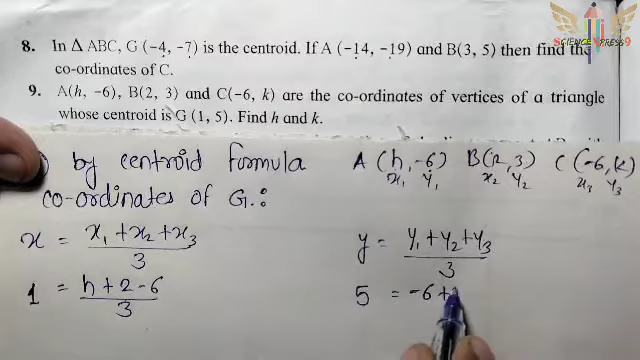 SCIENCE XPRESS9
8. In Δ ABC, G (−4, −7) is the centroid. If A (−14, −19) and B(3, 5) then find the
co-ordinates of C.
9. A(h, −6), B(2, 3) and C(−6, k) are the co-ordinates of vertices of a triangle
whose centroid is G (1, 5). Find h and k.
by centroid formula
co-ordinates of G.:
A (h, -6) B(2, 3) C (-6, k)
x₁ y₁ x₂ y₂ x₃ y₃
x = x₁ + x₂ + x₃ / 3
1 = h + 2 - 6 / 3
y = y₁ + y₂ + y₃ / 3
5 = -6 +